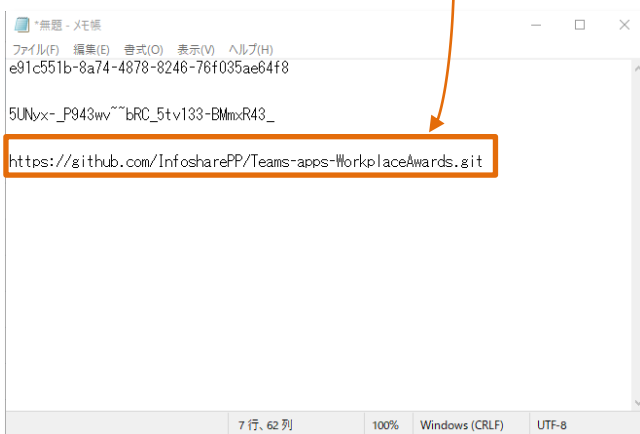 *無題 - メモ帳
ファイル(F) 編集(E) 書式(O) 表示(V) ヘルプ(H)
e91c551b-8a74-4878-8246-76f035ae64f8
5UNyx-_P943wv~~bRC_5tv133-BMmxR43_
https://github.com/InfosharePP/Teams-apps-WorkplaceAwards.git
7 行、62 列 100% Windows (CRLF) UTF-8